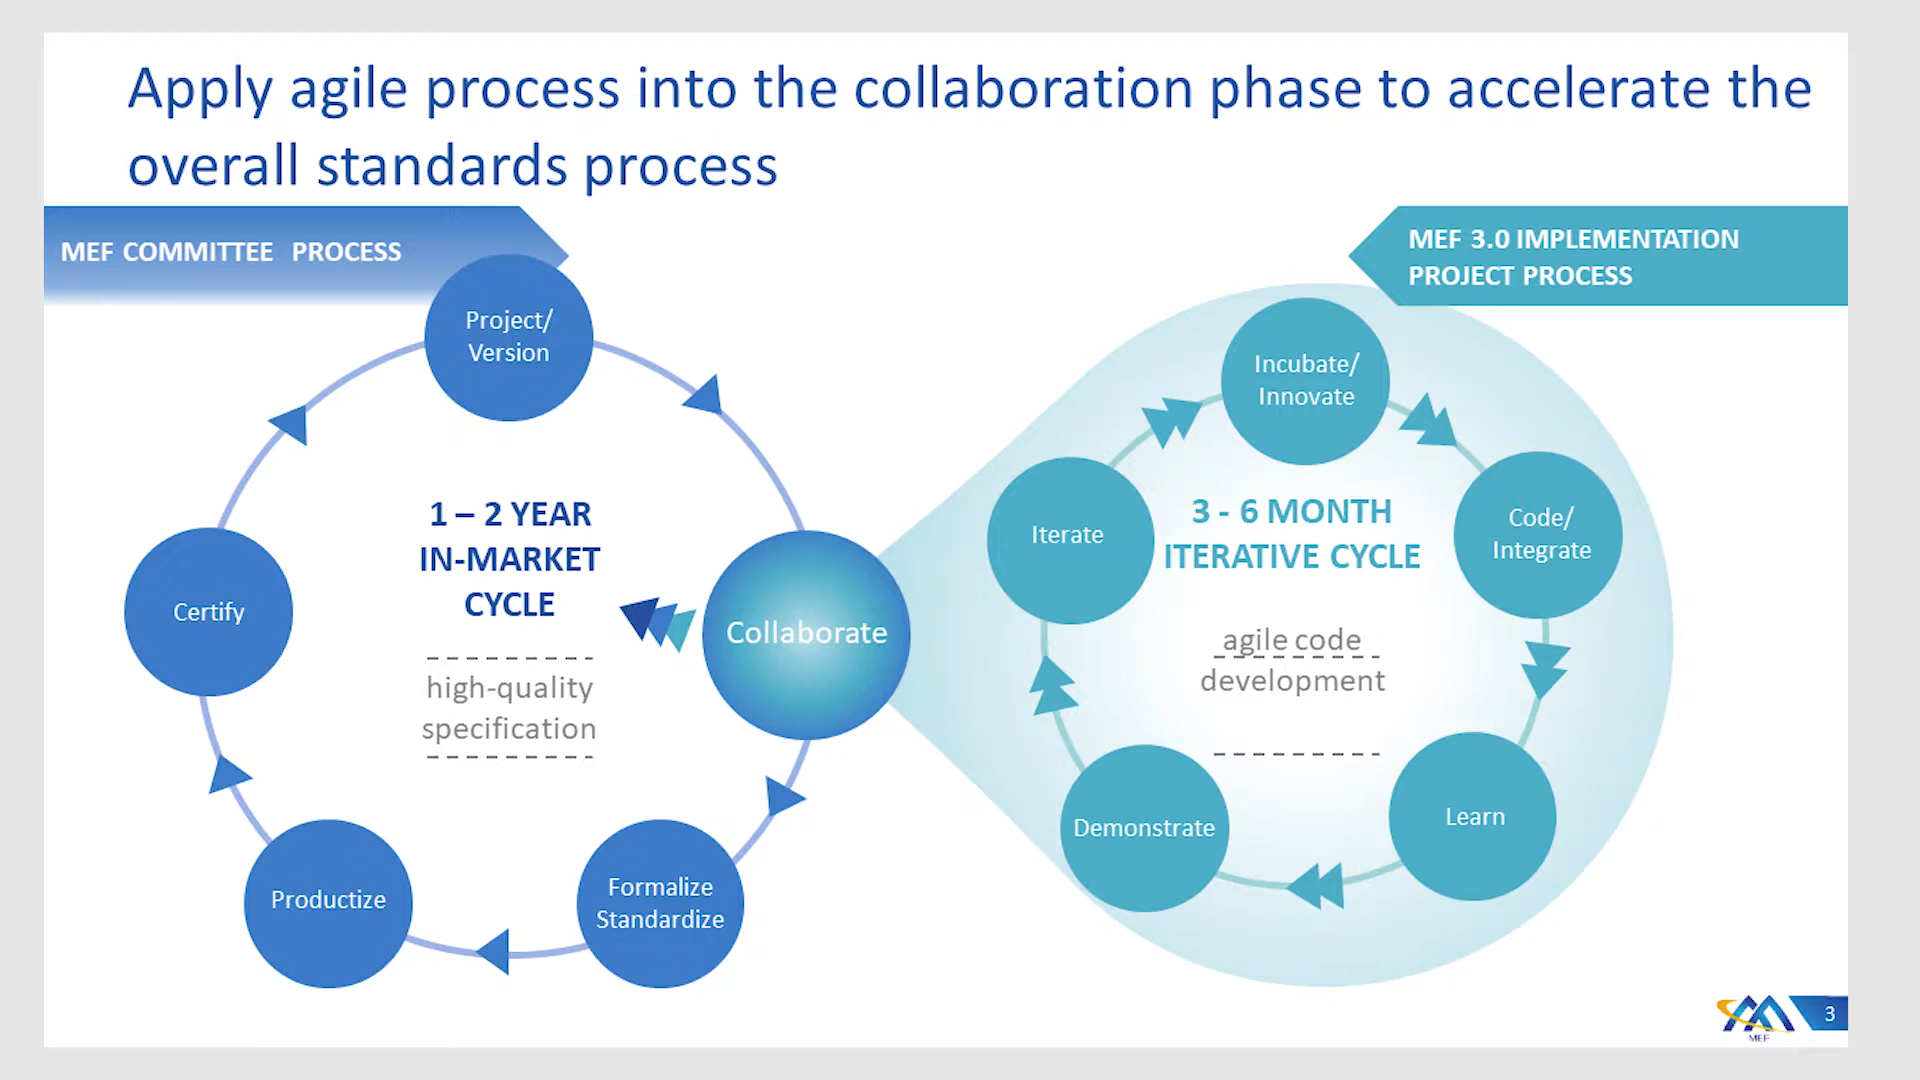 Apply agile process into the collaboration phase to accelerate the
overall standards process
MEF COMMITTEE PROCESS
MEF 3.0 IMPLEMENTATION
PROJECT PROCESS
Project/
Version
Collaborate
Formalize
Standardize
Productize
Certify
1 – 2 YEAR
IN-MARKET
CYCLE
high-quality
specification
Incubate/
Innovate
Code/
Integrate
Learn
Demonstrate
Iterate
3 - 6 MONTH
ITERATIVE CYCLE
agile code
development
MEF
3